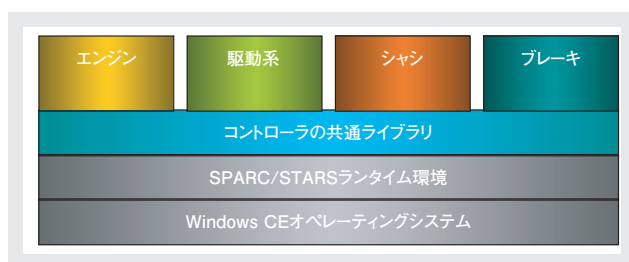 エンジン 駆動系 シャシ ブレーキ
コントローラの共通ライブラリ
SPARC/STARSランタイム環境
Windows CEオペレーティングシステム